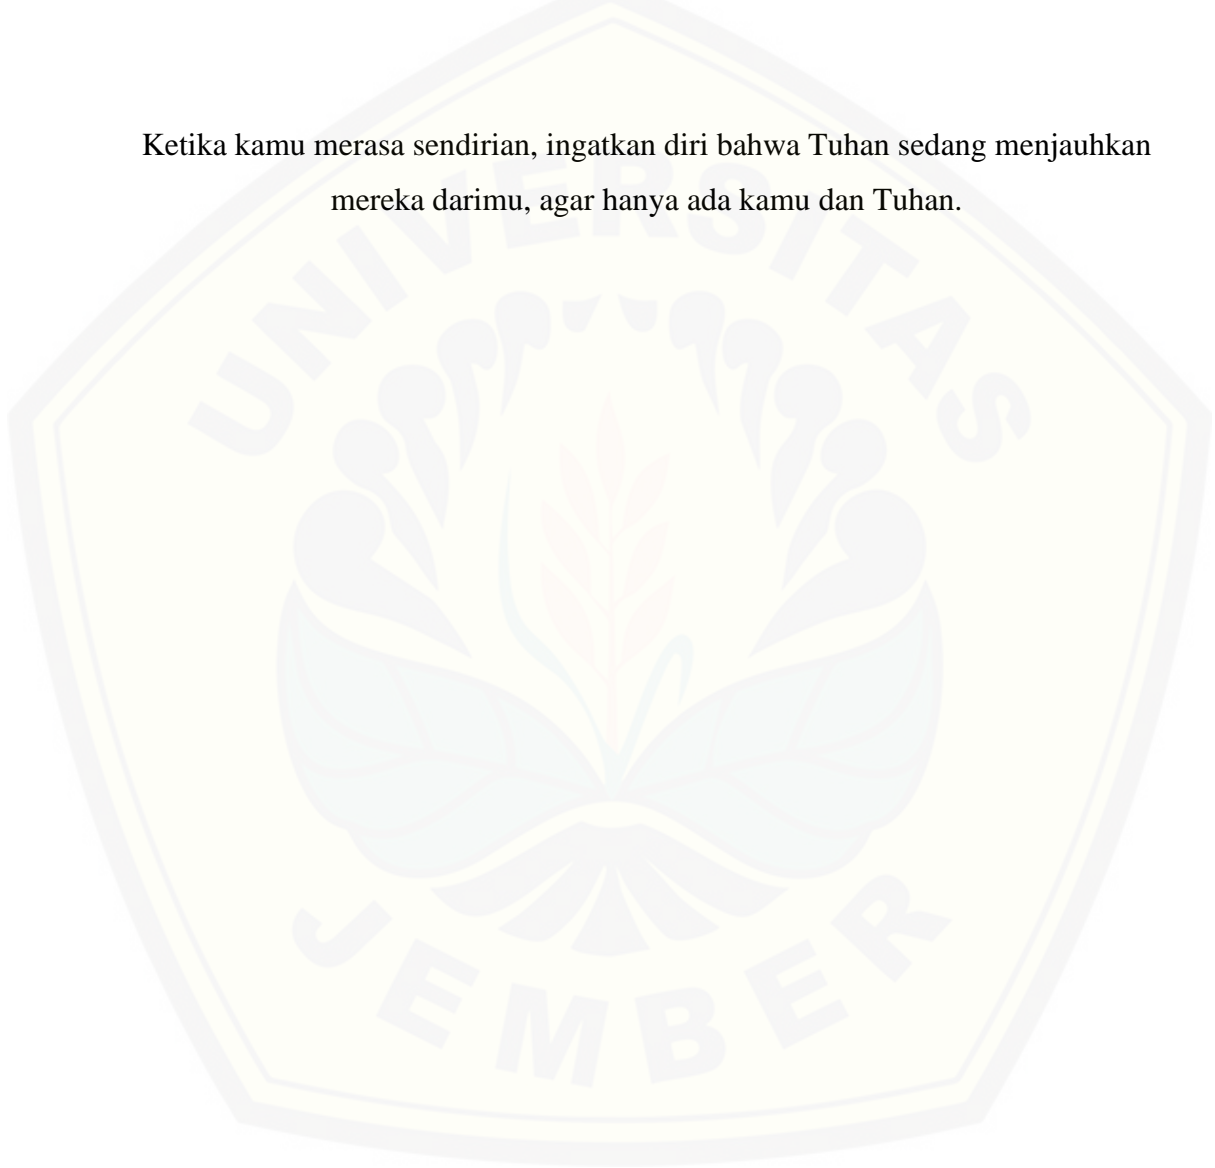 Ketika kamu merasa sendirian, ingatkan diri bahwa Tuhan sedang menjauhkan
mereka darimu, agar hanya ada kamu dan Tuhan.
UNIVERSITAS
JEMBER